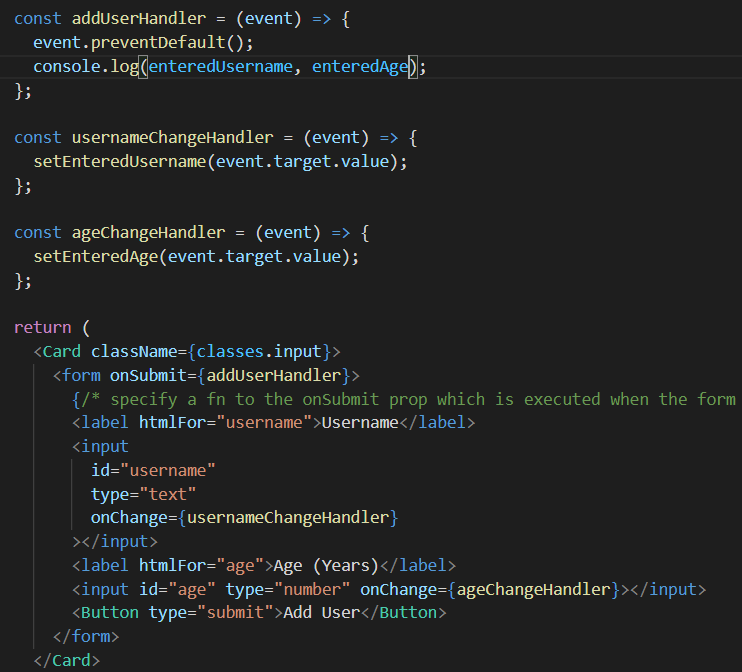 const addUserHandler = (event) => {
  event.preventDefault();
  console.log(enteredUsername, enteredAge);
};

const usernameChangeHandler = (event) => {
  setEnteredUsername(event.target.value);
};

const ageChangeHandler = (event) => {
  setEnteredAge(event.target.value);
};

return (
  <Card className={classes.input}>
    <form onSubmit={addUserHandler}>
      {/* specify a fn to the onSubmit prop which is executed when the form
      <label htmlFor="username">Username</label>
      <input
        id="username"
        type="text"
        onChange={usernameChangeHandler}
      ></input>
      <label htmlFor="age">Age (Years)</label>
      <input id="age" type="number" onChange={ageChangeHandler}></input>
      <Button type="submit">Add User</Button>
    </form>
  </Card>